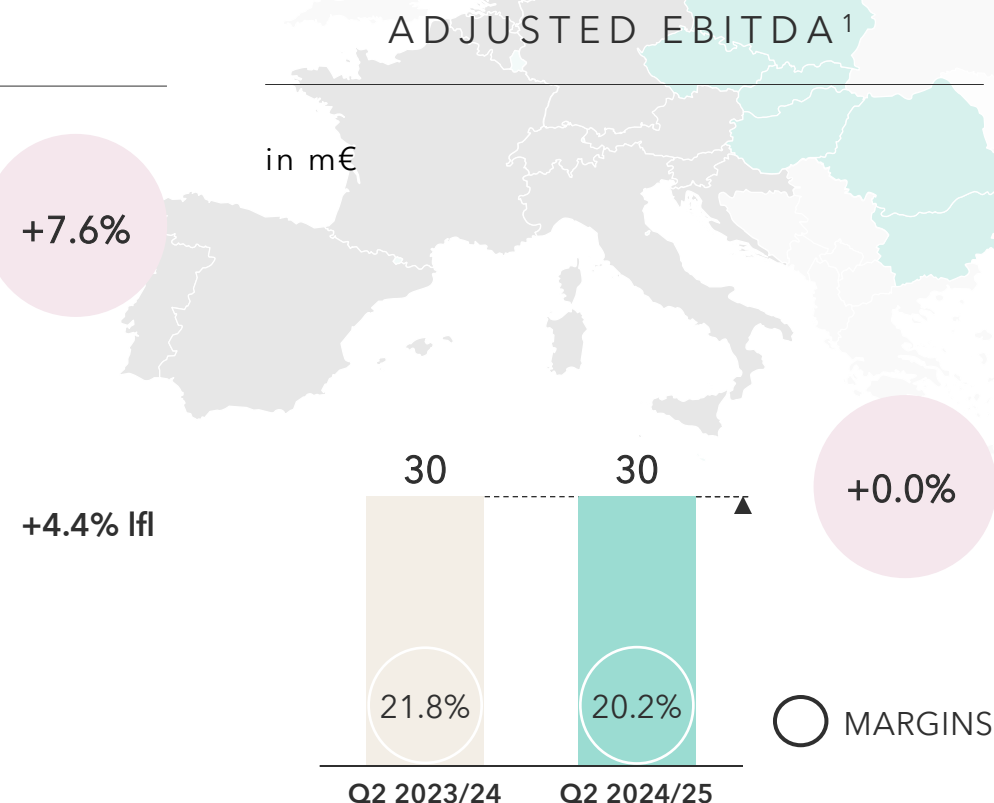 ADJUSTED EBITDA¹
in m€
+7.6%
+4.4% lfl
30
30
+0.0%
21.8%
20.2%
MARGINS
Q2 2023/24
Q2 2024/25